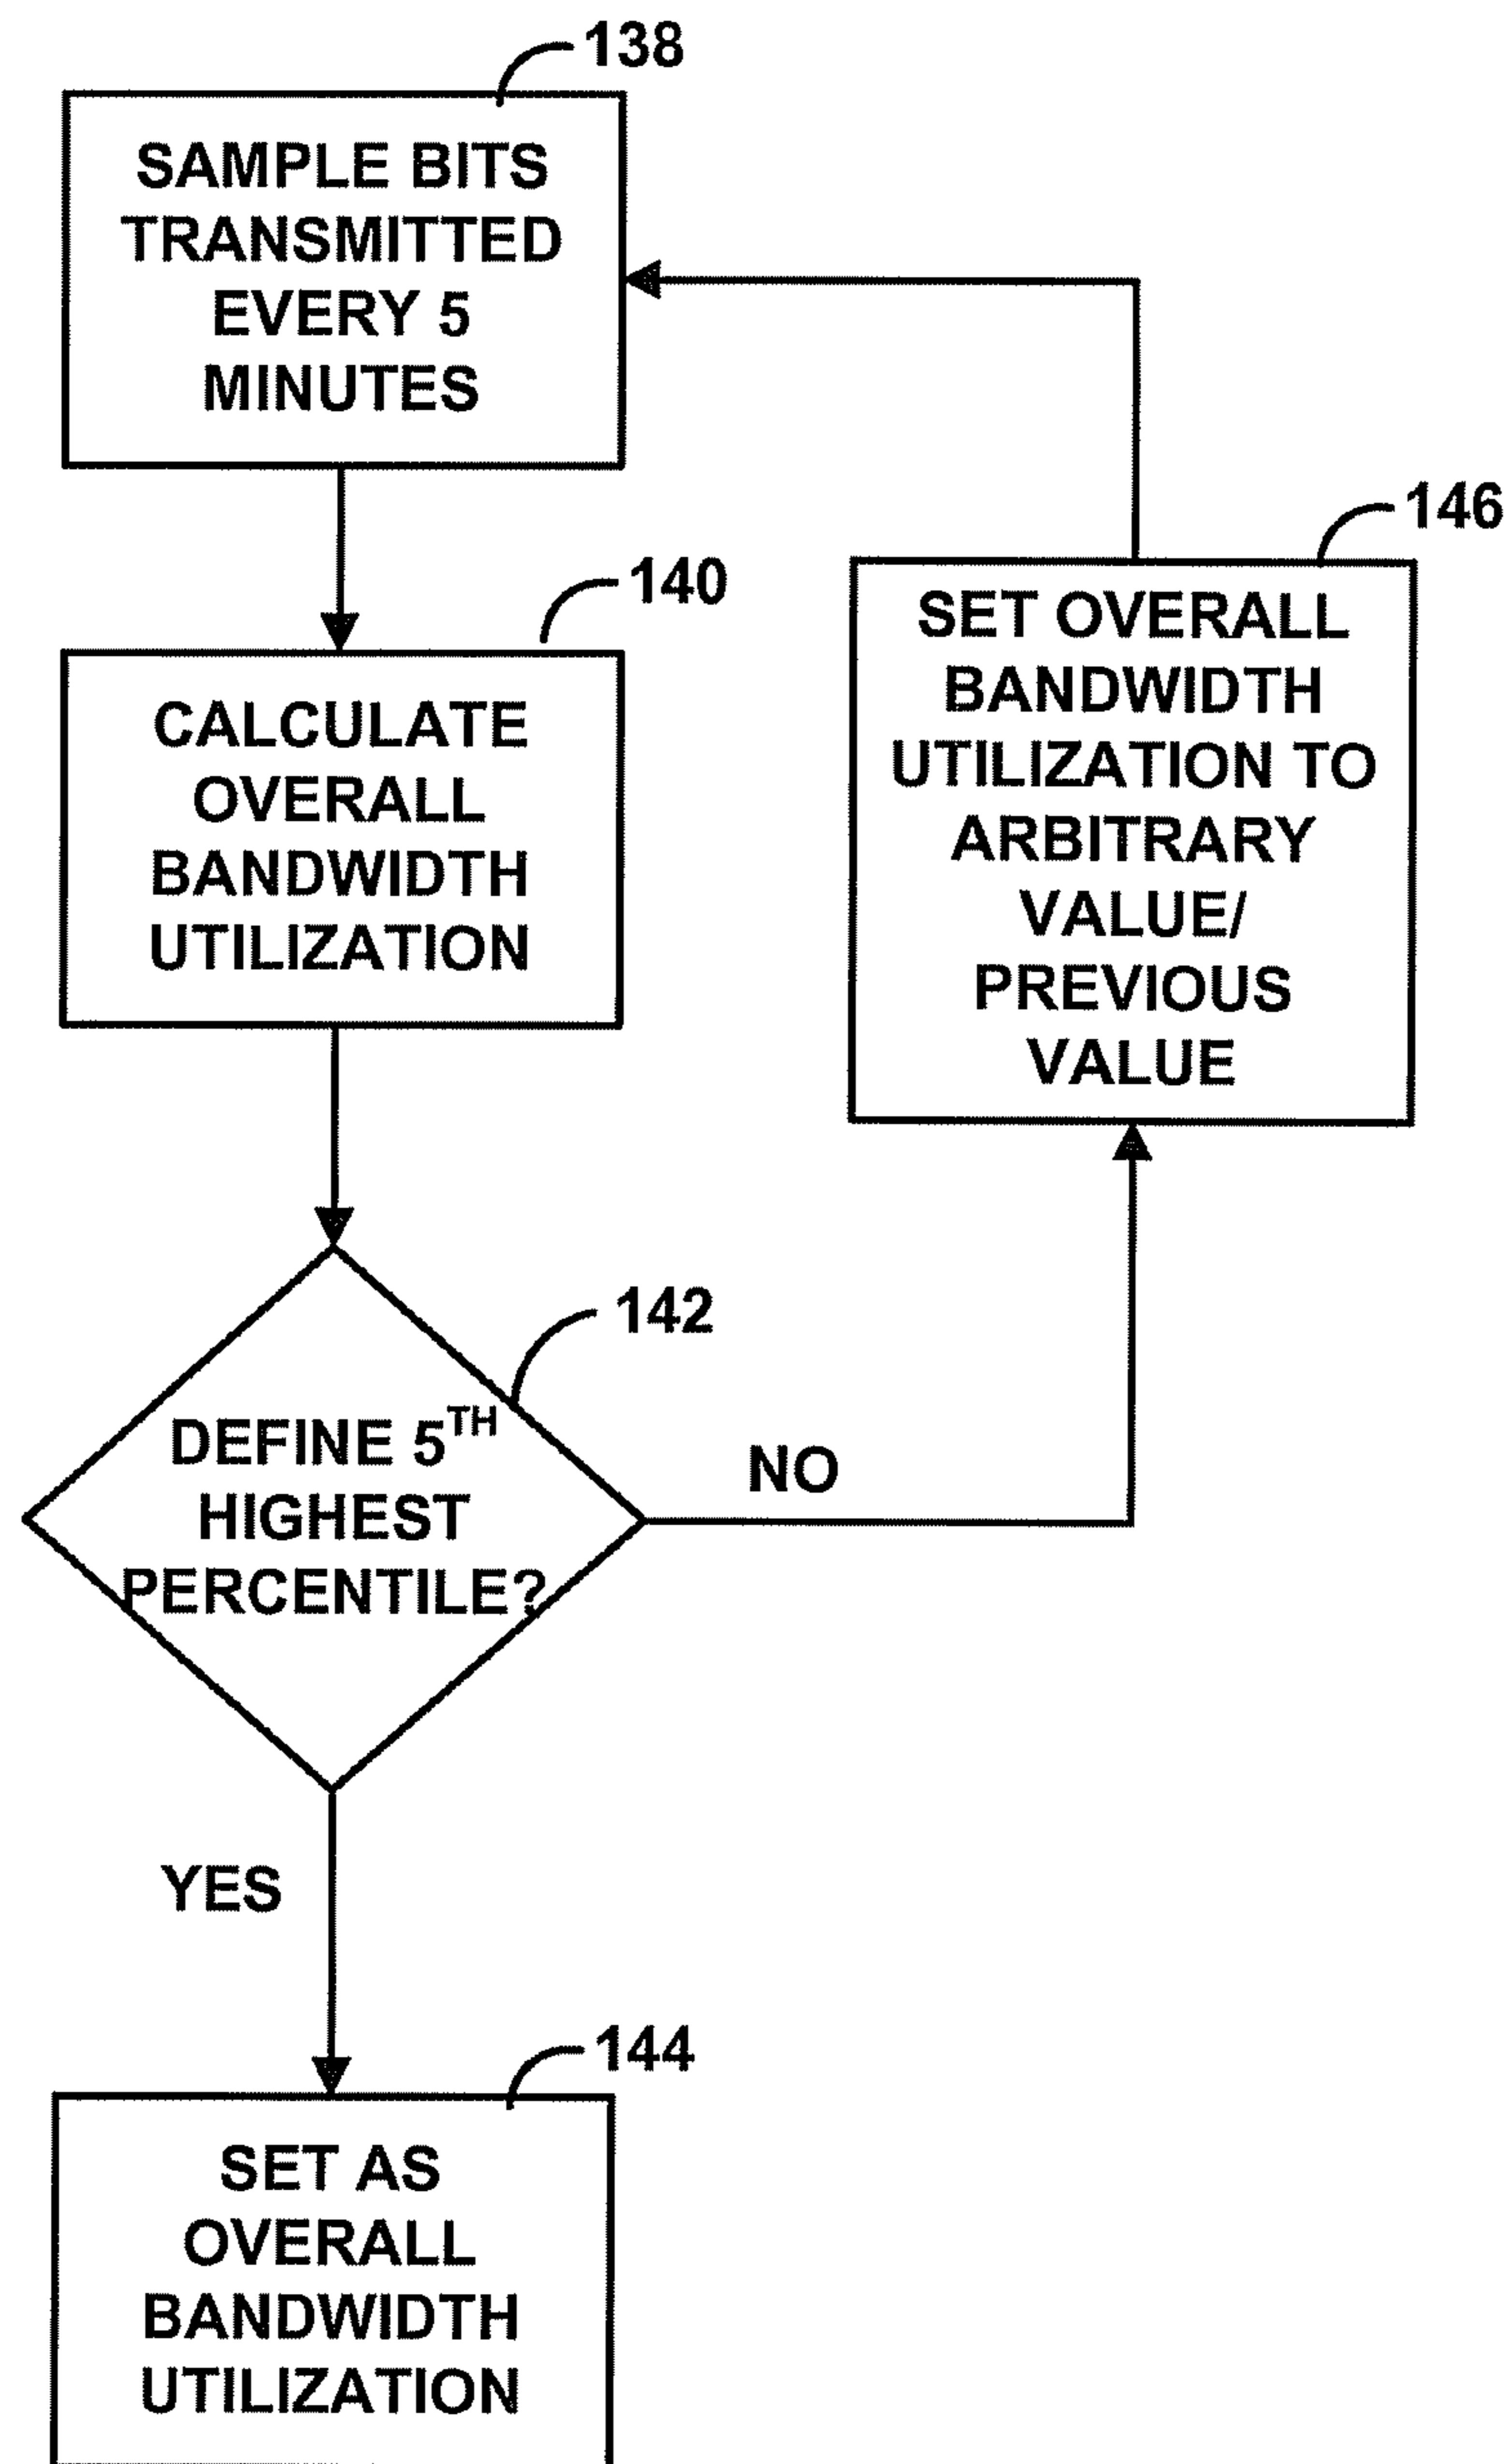 138
SAMPLE BITS
TRANSMITTED
EVERY 5
MINUTES
140
CALCULATE
OVERALL
BANDWIDTH
UTILIZATION
146
SET OVERALL
BANDWIDTH
UTILIZATION TO
ARBITRARY
VALUE/
PREVIOUS
VALUE
142
DEFINE 5TH
HIGHEST
PERCENTILE?
NO
YES
144
SET AS
OVERALL
BANDWIDTH
UTILIZATION